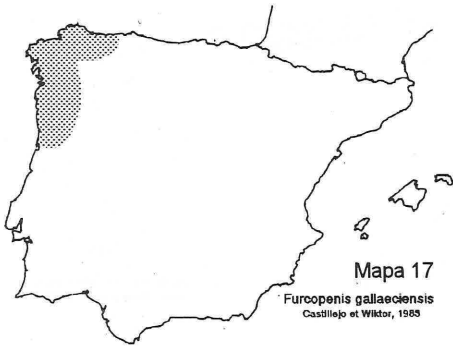 Mapa 17
Furcopenis gallaeciensis
Castillejo et Wiktor, 1983